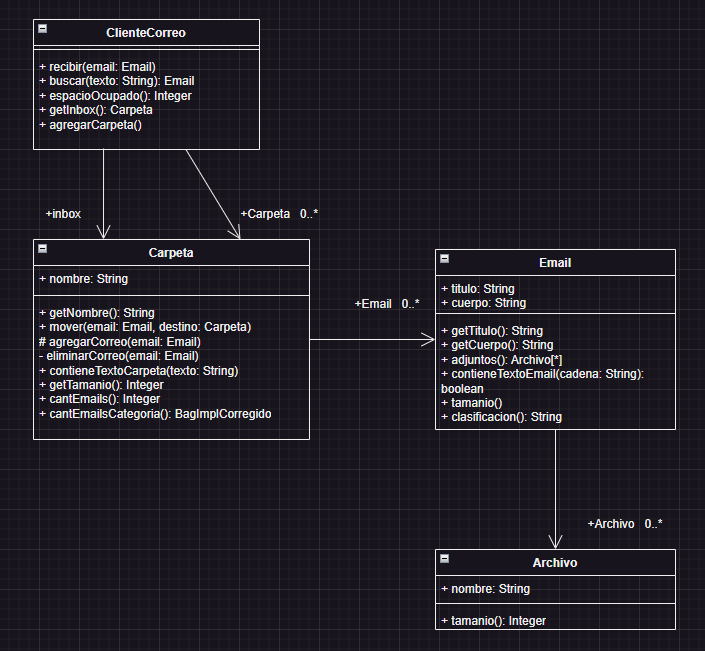 ClienteCorreo
+ recibir(email: Email)
+ buscar(texto: String): Email
+ espacioOcupado(): Integer
+ getInbox(): Carpeta
+ agregarCarpeta()
+inbox
+Carpeta 0..*
Carpeta
+ nombre: String
+ getNombre(): String
+ mover(email: Email, destino: Carpeta)
# agregarCorreo(email: Email)
- eliminarCorreo(email: Email)
+ contieneTextoCarpeta(texto: String)
+ getTamanio(): Integer
+ cantEmails(): Integer
+ cantEmailsCategoria(): BagImplCorregido
+Email 0..*
Email
+ titulo: String
+ cuerpo: String
+ getTitulo(): String
+ getCuerpo(): String
+ adjuntos(): Archivo[*]
+ contieneTextoEmail(cadena: String):
boolean
+ tamanio()
+ clasificacion(): String
+Archivo 0..*
Archivo
+ nombre: String
+ tamanio(): Integer